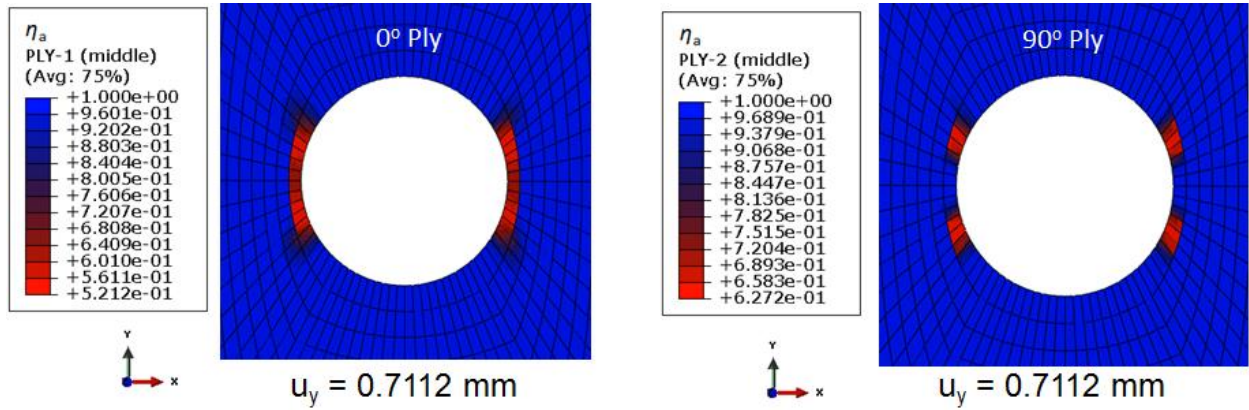 ηa
PLY-1 (middle)
(Avg: 75%)
+1.000e+00
+9.601e-01
+9.202e-01
+8.803e-01
+8.404e-01
+8.005e-01
+7.606e-01
+7.207e-01
+6.808e-01
+6.409e-01
+6.010e-01
+5.611e-01
+5.212e-01
Y
X
0º Ply
uy = 0.7112 mm
ηa
PLY-2 (middle)
(Avg: 75%)
+1.000e+00
+9.689e-01
+9.379e-01
+9.068e-01
+8.757e-01
+8.447e-01
+8.136e-01
+7.825e-01
+7.515e-01
+7.204e-01
+6.893e-01
+6.583e-01
+6.272e-01
Y
X
90º Ply
uy = 0.7112 mm